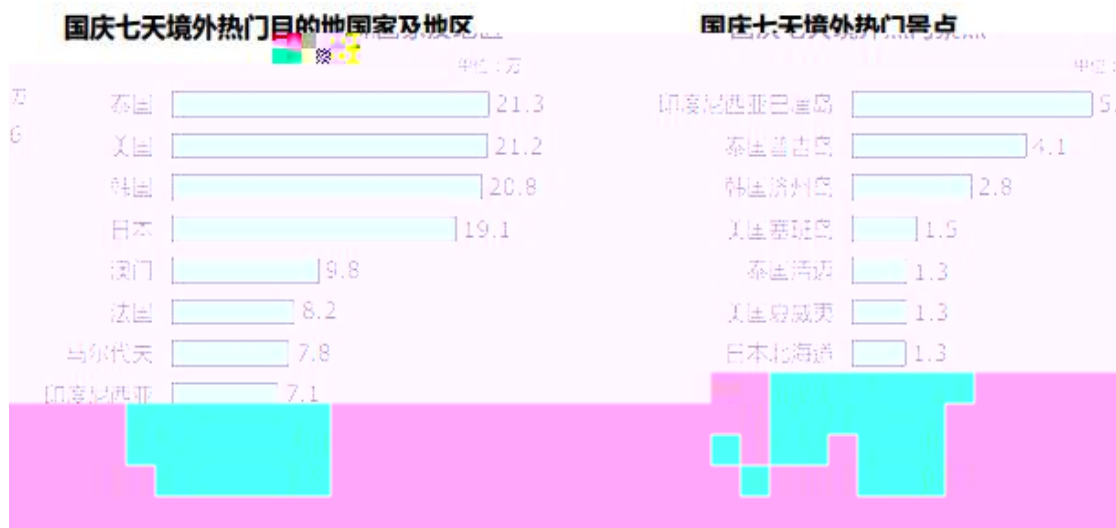 国庆七天境外热门目的地国家及地区
单位：万
泰国 21.3
美国 21.2
韩国 20.8
日本 19.1
澳门 9.8
法国 8.2
马尔代夫 7.8
印度尼西亚 7.1
国庆七天境外热门景点
单位：
印度尼西亚巴厘岛 5.
泰国普吉岛 4.1
韩国济州岛 2.8
美国塞班岛 1.5
泰国清迈 1.3
美国夏威夷 1.3
日本北海道 1.3